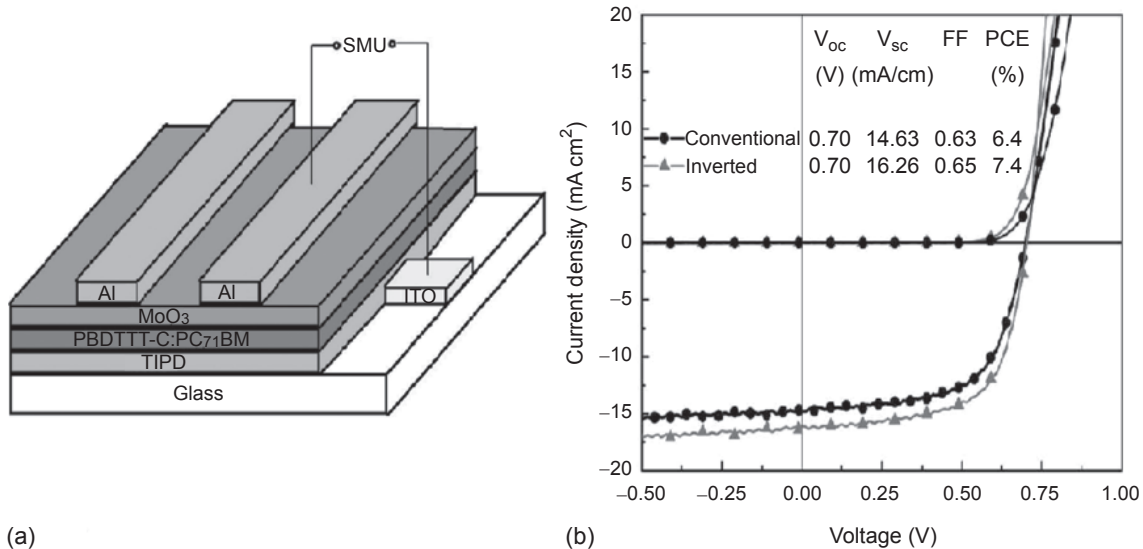 SMU
Al
Al
ITO
MoO₃
PBDTTT-C:PC₇₁BM
TIPD
Glass
(a)
Current density (mA cm²)
20
15
10
5
0
−5
−10
−15
−20
Voc Vsc FF PCE
(V) (mA/cm) (%)
Conventional 0.70 14.63 0.63 6.4
Inverted 0.70 16.26 0.65 7.4
−0.50 −0.25 0.00 0.25 0.50 0.75 1.00
Voltage (V)
(b)